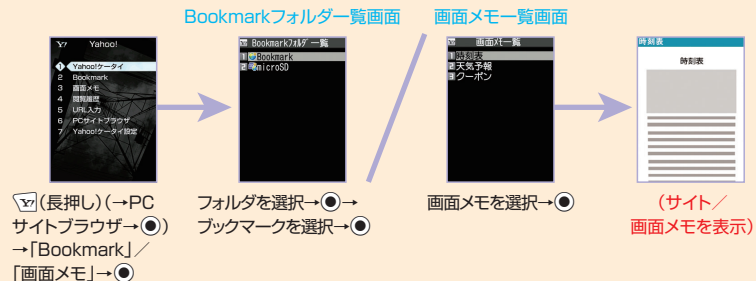 Bookmarkフォルダ一覧画面
画面メモ一覧画面
Yahoo!
1 Yahoo!ケータイ
2 Bookmark
3 画面メモ
4 閲覧履歴
5 URL入力
6 PCサイトブラウザ
7 Yahoo!ケータイ設定
Bookmarkフォルダ一覧
1 Bookmark
2 microSD
画面メモ一覧
1 時刻表
2 天気予報
3 クーポン
時刻表
時刻表
(長押し)(→PC
サイトブラウザ→◉)
→「Bookmark」／
「画面メモ」→◉
フォルダを選択→◉→
ブックマークを選択→◉
画面メモを選択→◉
(サイト／
画面メモを表示)